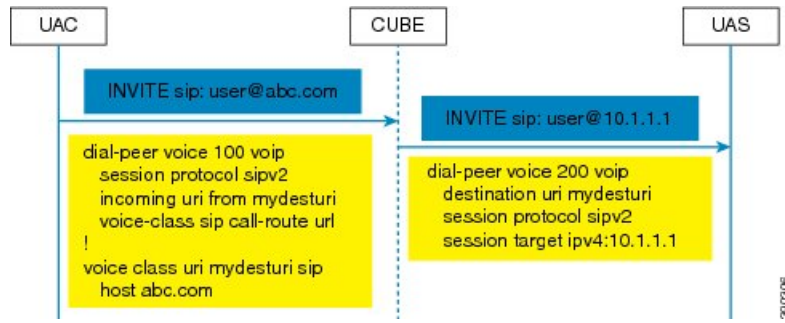 UAC
CUBE
UAS
INVITE sip: user@abc.com
INVITE sip: user@10.1.1.1
dial-peer voice 100 voip
session protocol sipv2
incoming uri from mydesturi
voice-class sip call-route url
!
voice class uri mydesturi sip
host abc.com
dial-peer voice 200 voip
destination uri mydesturi
session protocol sipv2
session target ipv4:10.1.1.1